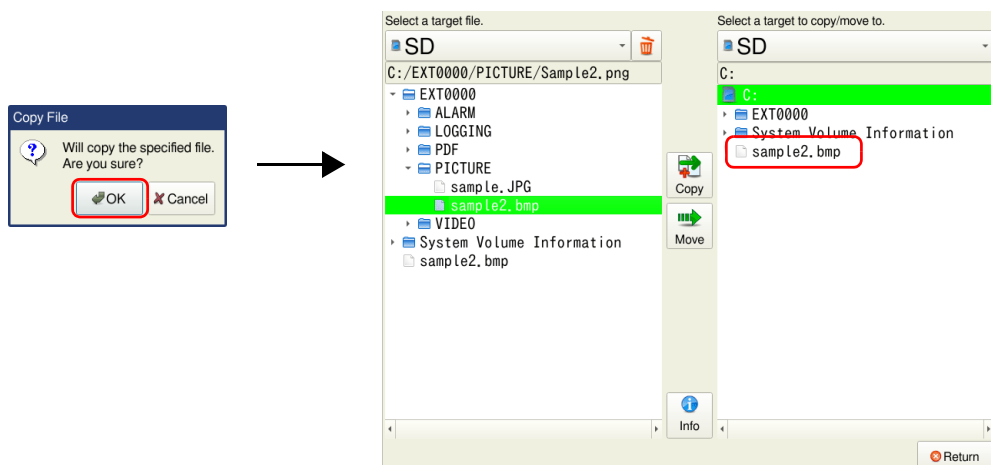 Copy File
Will copy the specified file.
Are you sure?
OK
Cancel
Select a target file.
SD
C:/EXT0000/PICTURE/Sample2.png
EXT0000
ALARM
LOGGING
PDF
PICTURE
sample.JPG
sample2.bmp
VIDEO
System Volume Information
sample2.bmp
Copy
Move
Info
Select a target to copy/move to.
SD
C:
C:
EXT0000
System Volume Information
sample2.bmp
Return